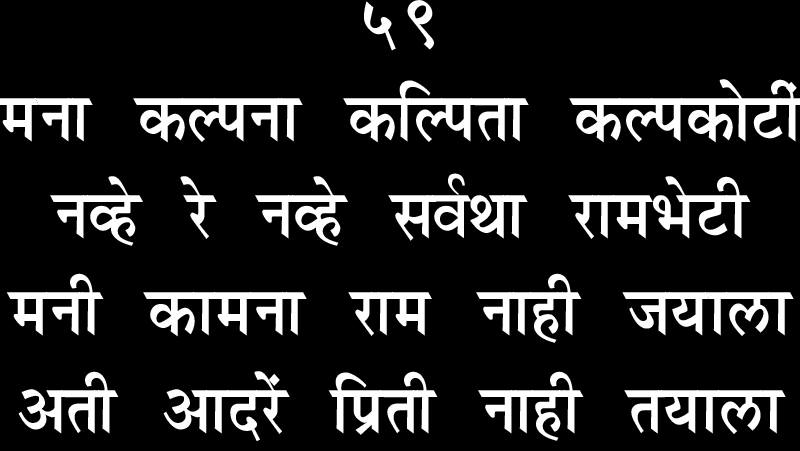 ५९
मना कल्पना कल्पिता कल्पकोटीं
नव्हे रे नव्हे सर्वथा रामभेटी
मनी कामना राम नाही जयाला
अती आदरें प्रिती नाही तयाला